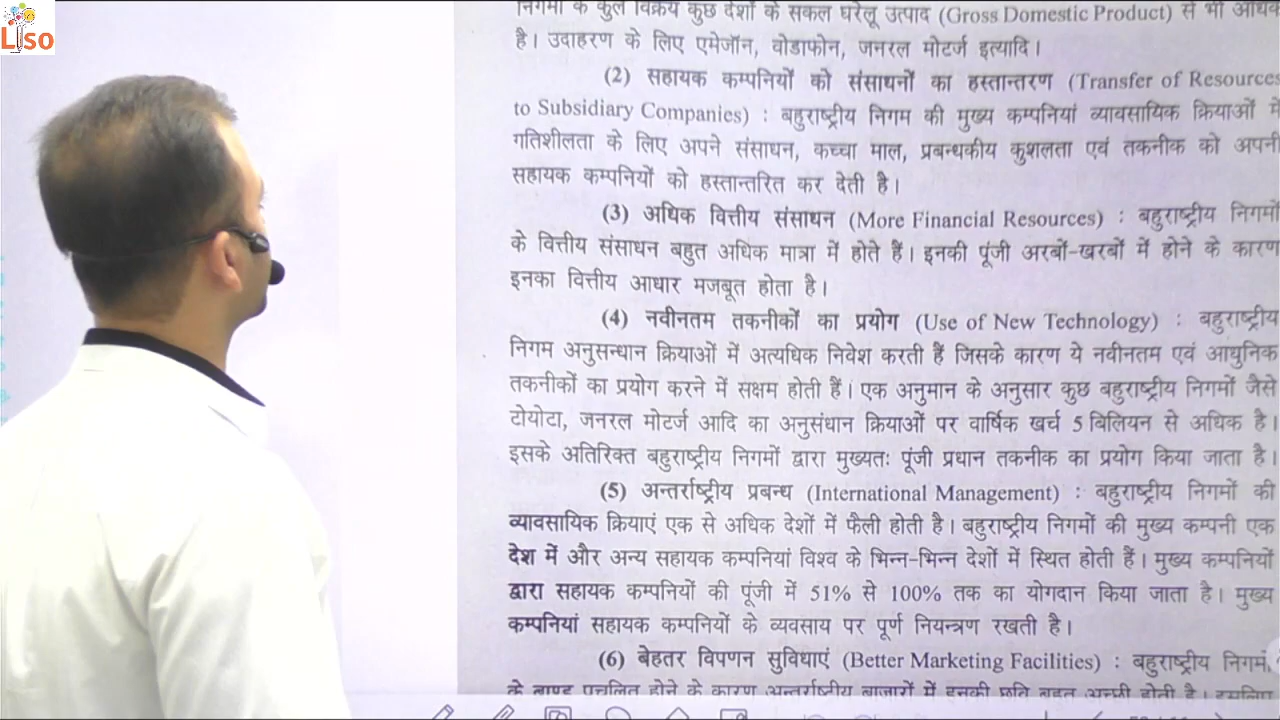 Liso
निगमों के कुल विक्रय कुछ देशों के सकल घरेलू उत्पाद (Gross Domestic Product) से भी अधिक
है। उदाहरण के लिए एमेजॉन, वोडाफोन, जनरल मोटर्ज इत्यादि।
(2) सहायक कम्पनियों को संसाधनों का हस्तान्तरण (Transfer of Resources
to Subsidiary Companies) : बहुराष्ट्रीय निगम की मुख्य कम्पनियां व्यावसायिक क्रियाओं में
गतिशीलता के लिए अपने संसाधन, कच्चा माल, प्रबन्धकीय कुशलता एवं तकनीक को अपनी
सहायक कम्पनियों को हस्तान्तरित कर देती है।
(3) अधिक वित्तीय संसाधन (More Financial Resources) : बहुराष्ट्रीय निगमों
के वित्तीय संसाधन बहुत अधिक मात्रा में होते हैं। इनकी पूंजी अरबों-खरबों में होने के कारण
इनका वित्तीय आधार मजबूत होता है।
(4) नवीनतम तकनीकों का प्रयोग (Use of New Technology) : बहुराष्ट्रीय
निगम अनुसन्धान क्रियाओं में अत्यधिक निवेश करती हैं जिसके कारण ये नवीनतम एवं आधुनिक
तकनीकों का प्रयोग करने में सक्षम होती हैं। एक अनुमान के अनुसार कुछ बहुराष्ट्रीय निगमों जैसे
टोयोटा, जनरल मोटर्ज आदि का अनुसंधान क्रियाओं पर वार्षिक खर्च 5 बिलियन से अधिक है।
इसके अतिरिक्त बहुराष्ट्रीय निगमों द्वारा मुख्यतः पूंजी प्रधान तकनीक का प्रयोग किया जाता है।
(5) अन्तर्राष्ट्रीय प्रबन्ध (International Management) : बहुराष्ट्रीय निगमों की
व्यावसायिक क्रियाएं एक से अधिक देशों में फैली होती है। बहुराष्ट्रीय निगमों की मुख्य कम्पनी एक
देश में और अन्य सहायक कम्पनियां विश्व के भिन्न-भिन्न देशों में स्थित होती हैं। मुख्य कम्पनियों
द्वारा सहायक कम्पनियों की पूंजी में 51% से 100% तक का योगदान किया जाता है। मुख्य
कम्पनियां सहायक कम्पनियों के व्यवसाय पर पूर्ण नियन्त्रण रखती है।
(6) बेहतर विपणन सुविधाएं (Better Marketing Facilities) : बहुराष्ट्रीय निगम
के ब्राण्ड प्रचलित होने के कारण अन्तर्राष्ट्रीय बाजारों में इनकी छवि बहुत अच्छी होती है। इसलिए